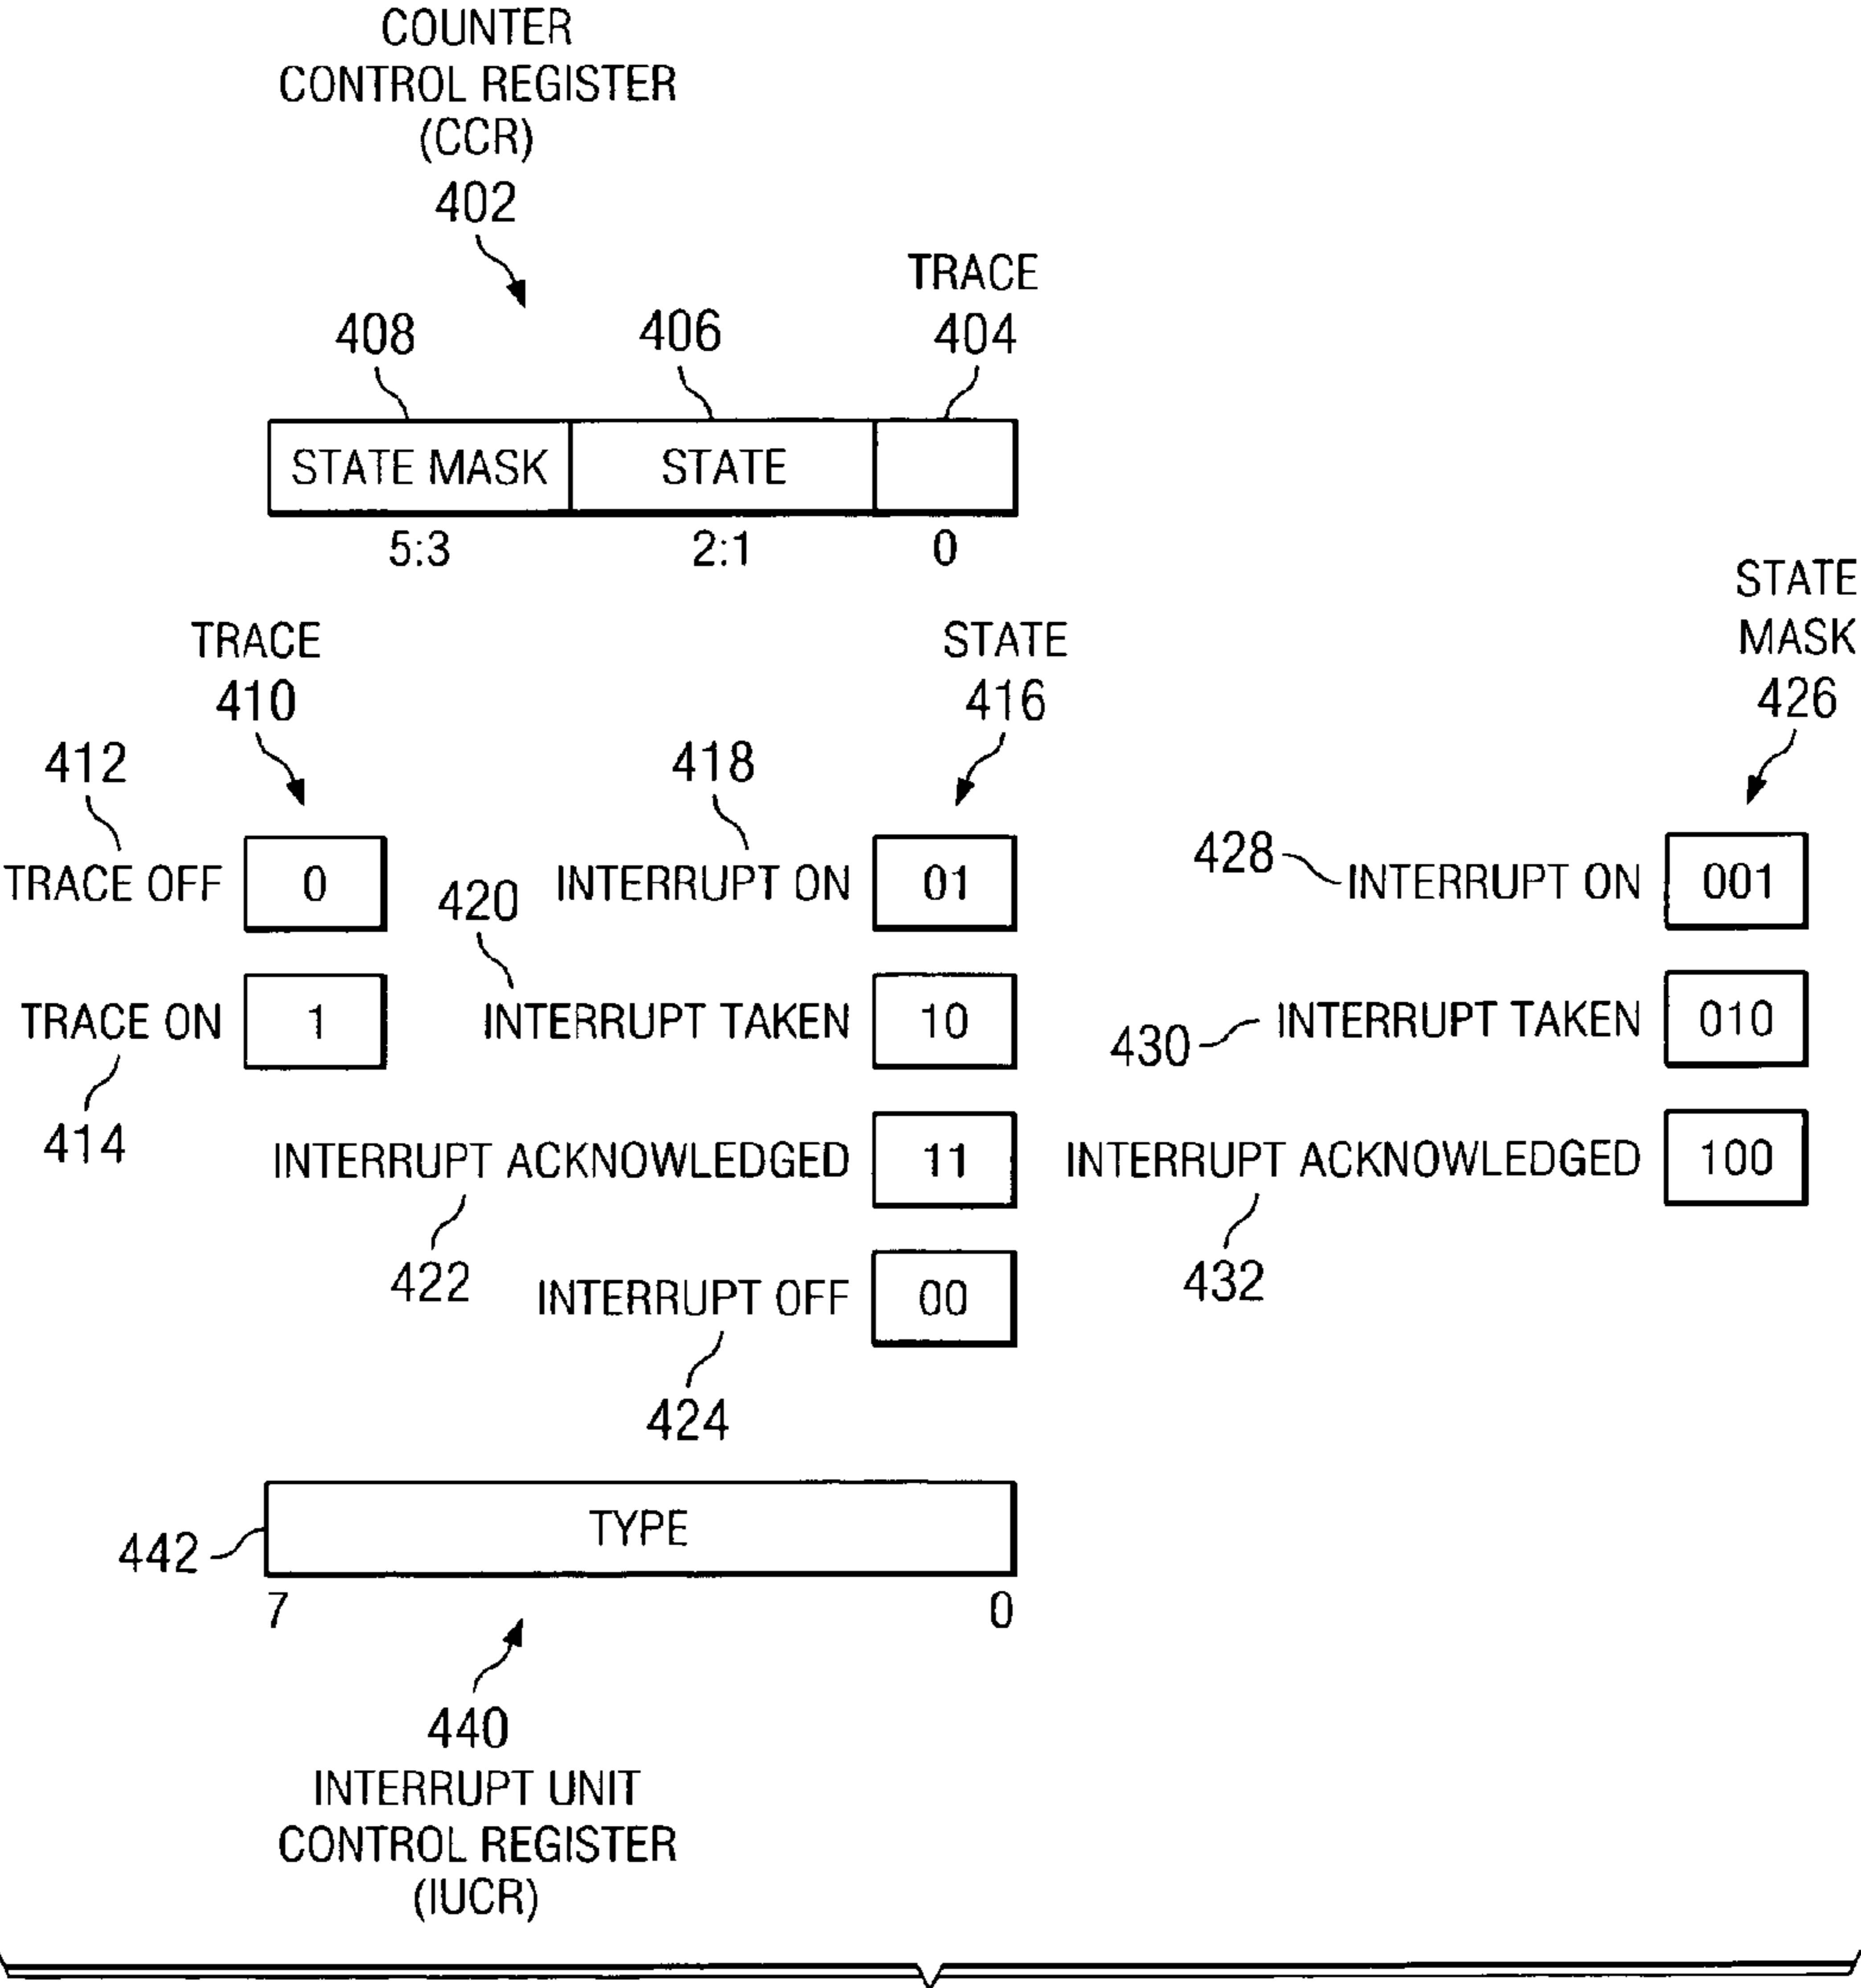 COUNTER
CONTROL REGISTER
(CCR)
402
TRACE
408 406 404
STATE MASK STATE
5:3 2:1 0
STATE
TRACE STATE MASK
410 416 426
412 418
TRACE OFF 0 INTERRUPT ON 01 428 INTERRUPT ON 001
420
TRACE ON 1 INTERRUPT TAKEN 10 430 INTERRUPT TAKEN 010
414
INTERRUPT ACKNOWLEDGED 11 INTERRUPT ACKNOWLEDGED 100
422 INTERRUPT OFF 00 432
424
442 TYPE
7 0
440
INTERRUPT UNIT
CONTROL REGISTER
(IUCR)